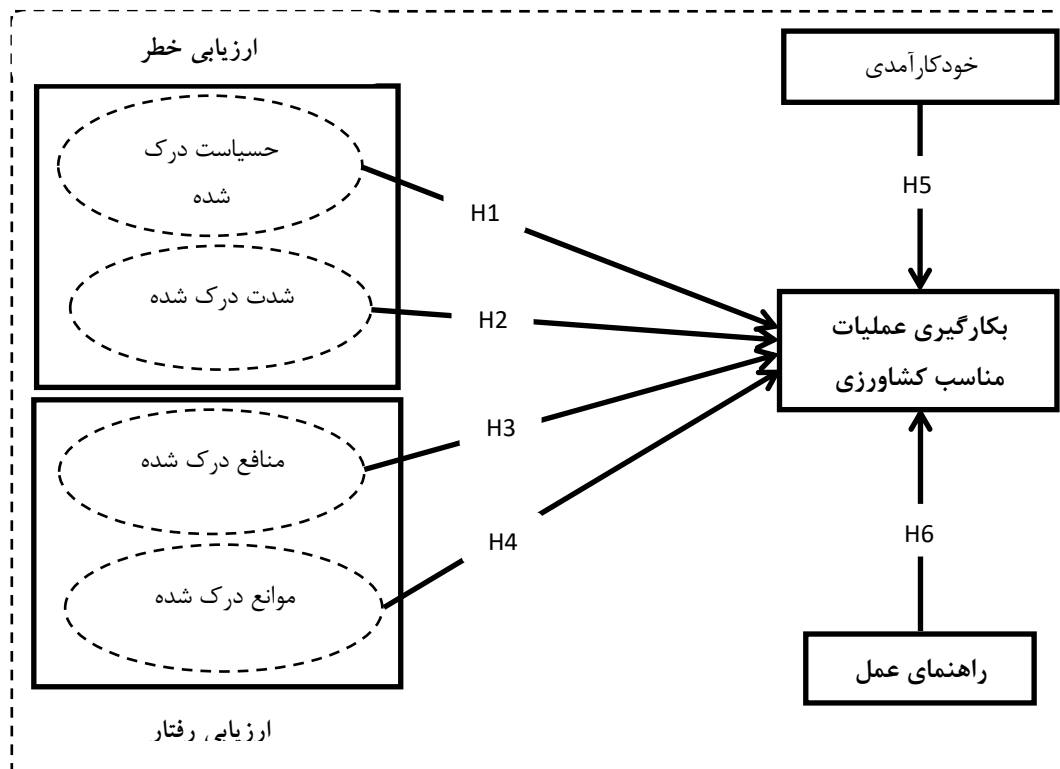 ارزیابی خطر
خودکارآمدی
حسیاست درک
شده
H1
H5
شدت درک شده
H2
بکارگیری عملیات
مناسب کشاورزی
منافع درک شده
H3
H4
H6
موانع درک شده
راهنمای عمل
ارزیابی رفتار